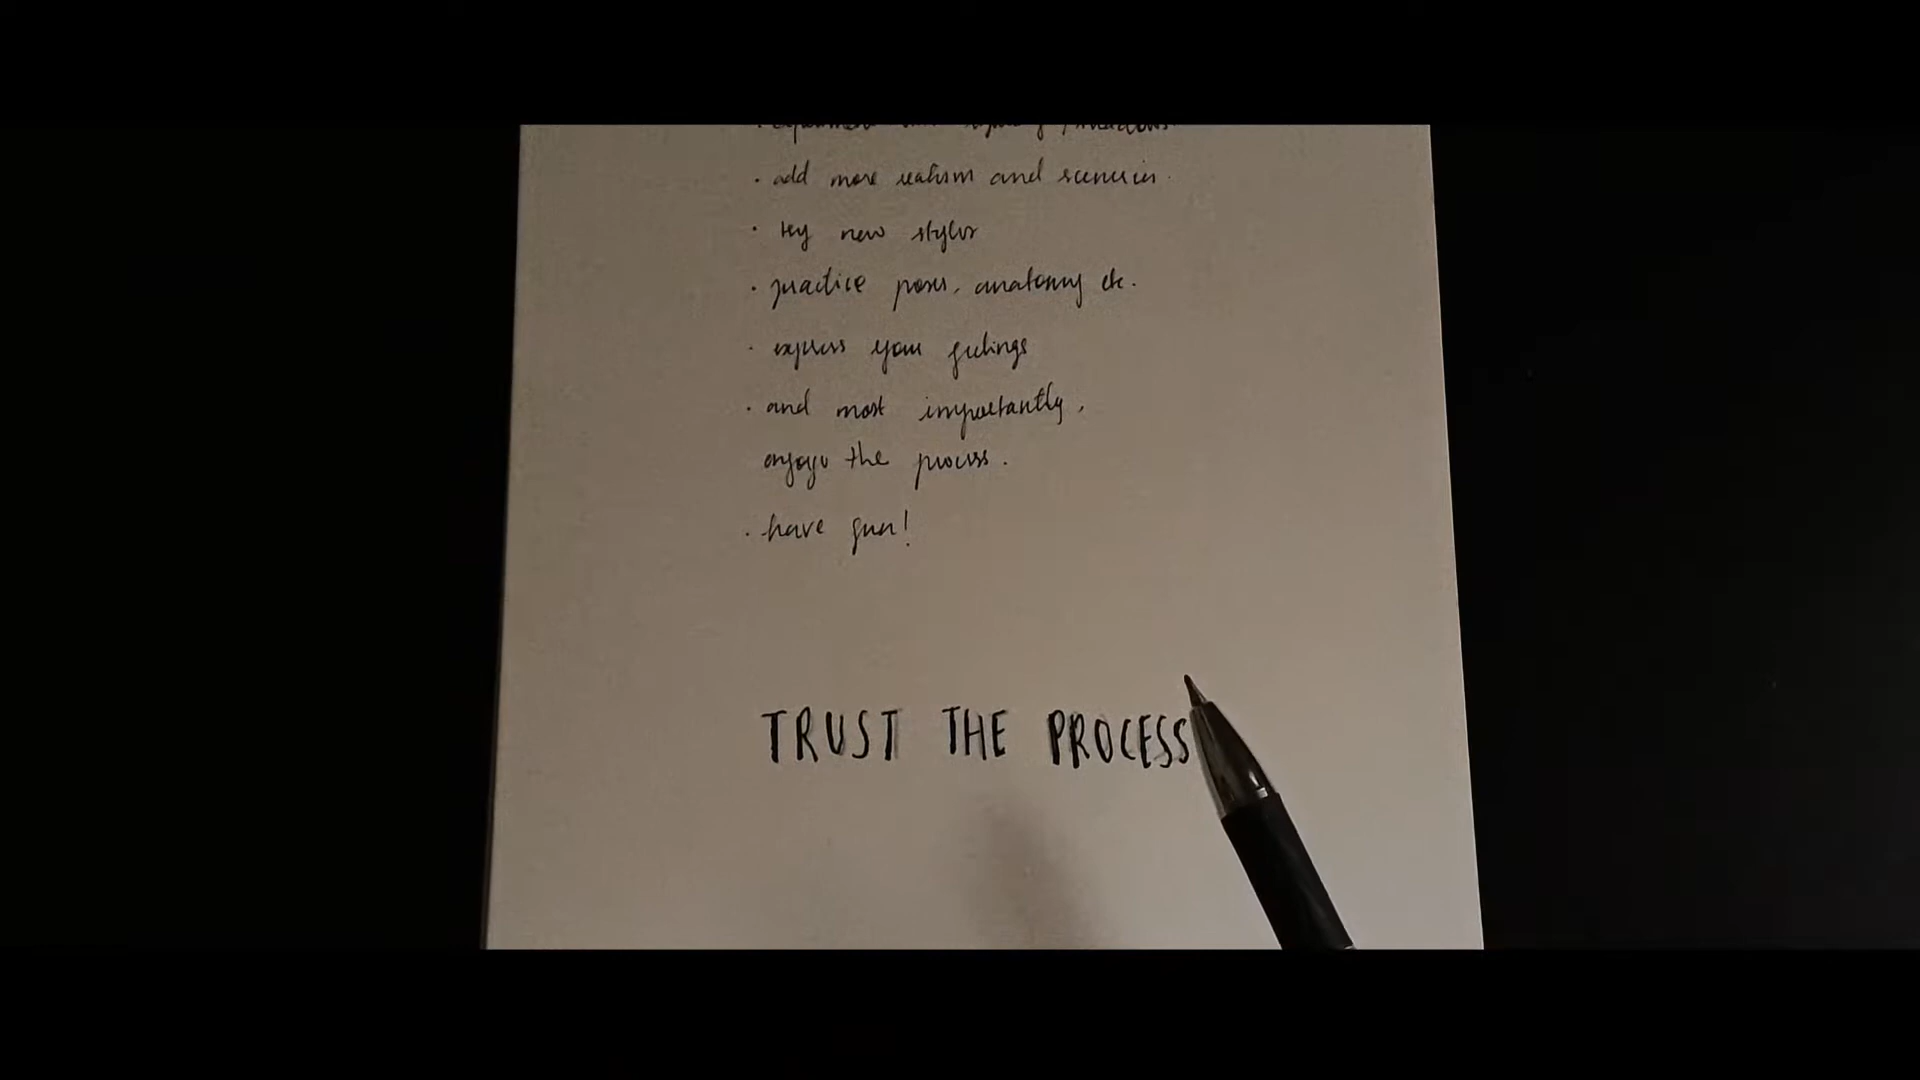 · add more realism and sceneries.
· try new styles
· practice poses, anatomy etc.
· express your feelings
· and most importantly,
enjoy the process.
· have fun!
TRUST THE PROCESS